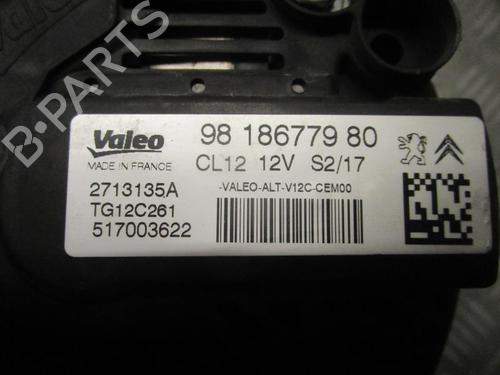 Valeo
B-PARTS
Valeo
MADE IN FRANCE
98 186779 80
CL12 12V S2/17
2713135A
TG12C261
517003622
-VALEO-ALT-V12C-CEM00